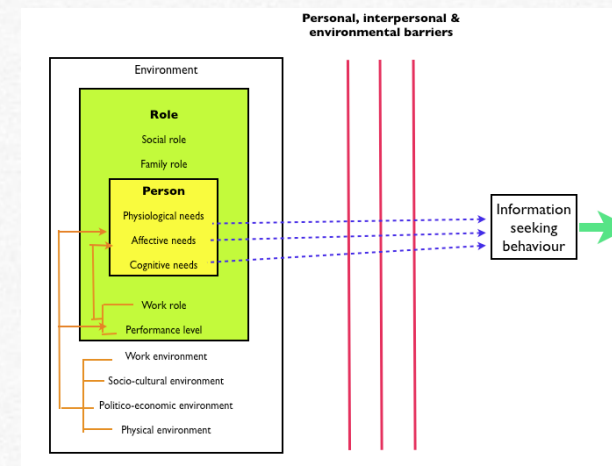 Personal, interpersonal &
environmental barriers
Environment
Role
Social role
Family role
Person
Physiological needs
Affective needs
Cognitive needs
Work role
Performance level
Work environment
Socio-cultural environment
Politico-economic environment
Physical environment
Information
seeking
behaviour